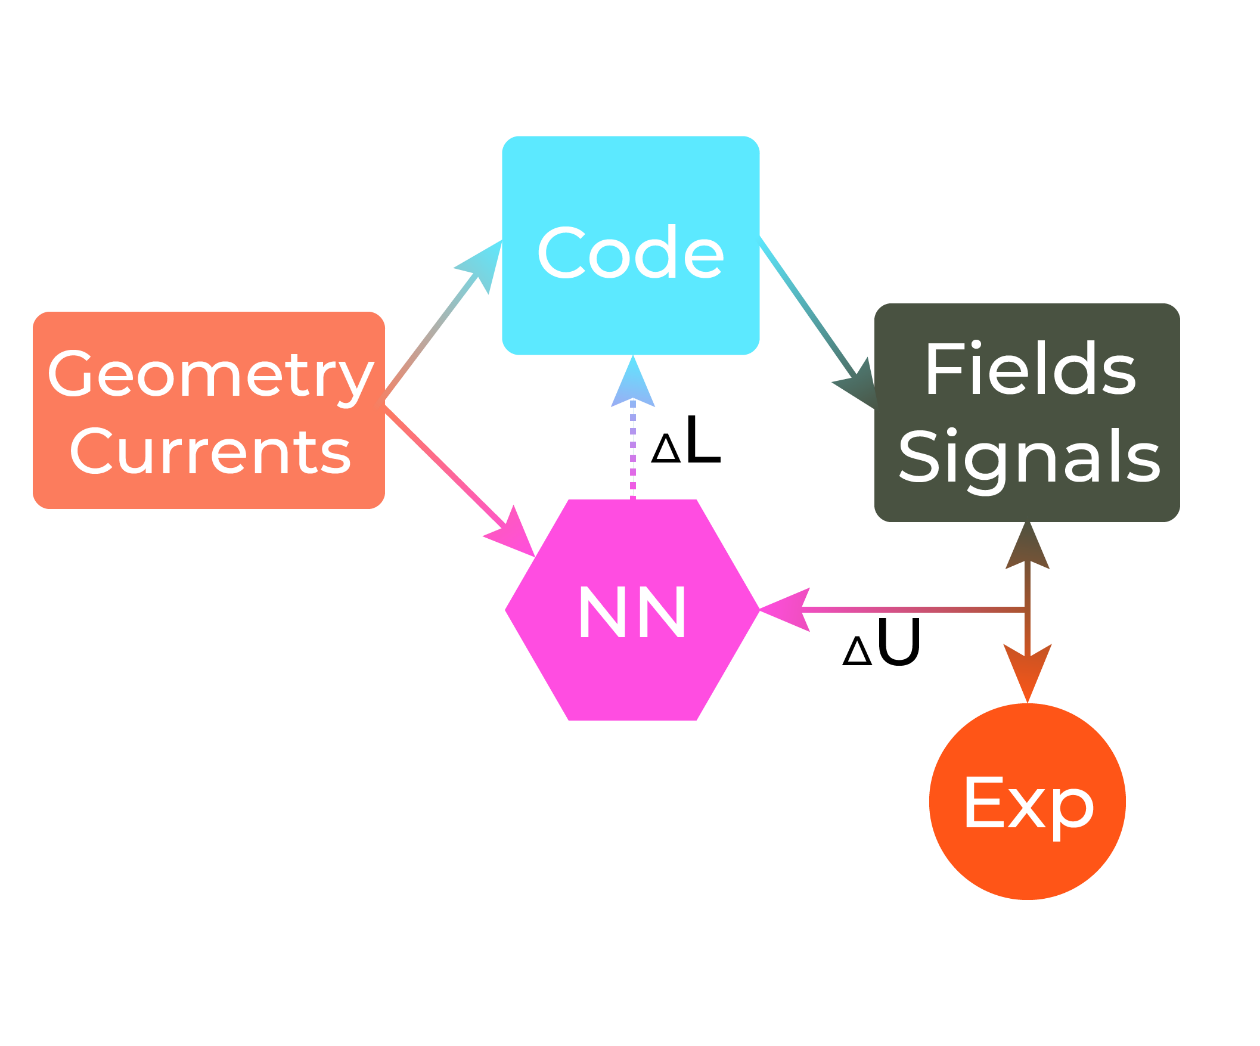 Code
Geometry
Currents
Fields
Signals
ΔL
NN
ΔU
Exp